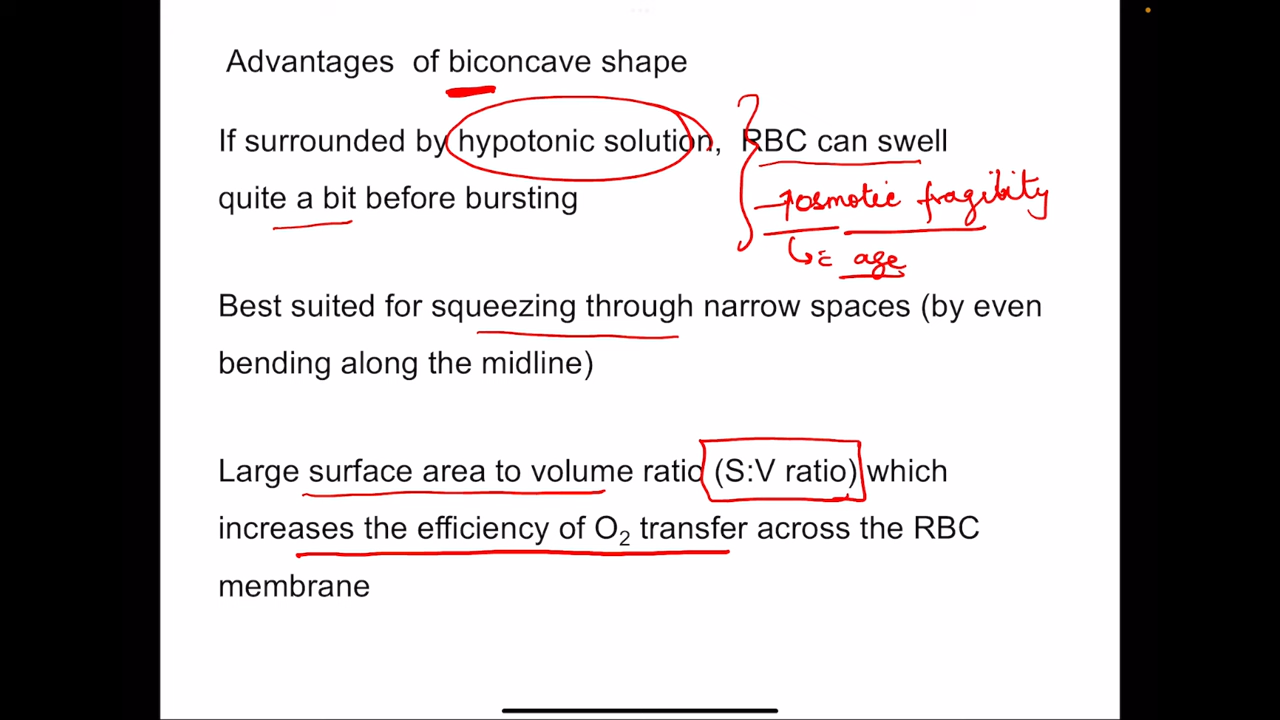 Advantages of biconcave shape
If surrounded by hypotonic solution, RBC can swell
quite a bit before bursting
↑osmotic fragibity
↳ c̄ age
Best suited for squeezing through narrow spaces (by even
bending along the midline)
Large surface area to volume ratio (S:V ratio) which
increases the efficiency of O₂ transfer across the RBC
membrane